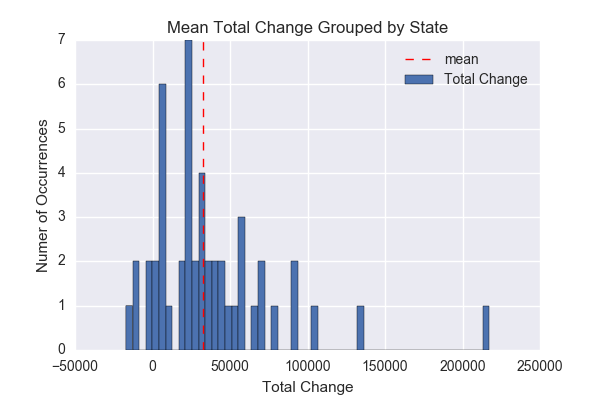 Mean Total Change Grouped by State
7
6
5
4
3
2
1
0
Numer of Occurrences
mean
Total Change
−50000 0 50000 100000 150000 200000 250000
Total Change